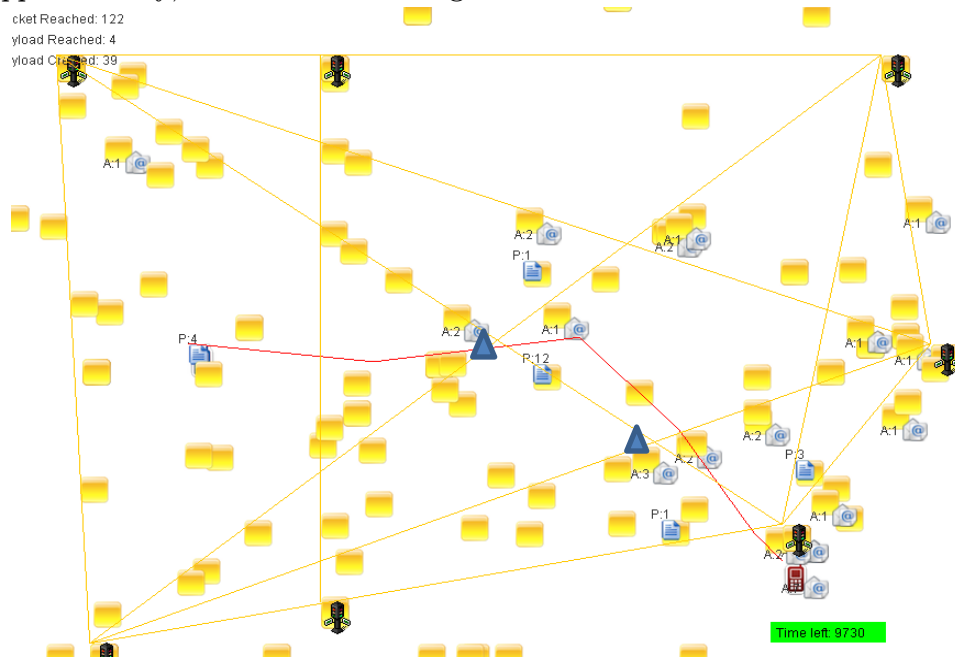 cket Reached: 122
yload Reached: 4
yload Created: 39
A:1
A:1
A:2
A:1
A:2
P:1
A:2
A:1
P:4
A:1
A:1
P:12
A:2
A:1
A:2
A:3
P:3
P:1
A:1
A:2
Time left: 9730